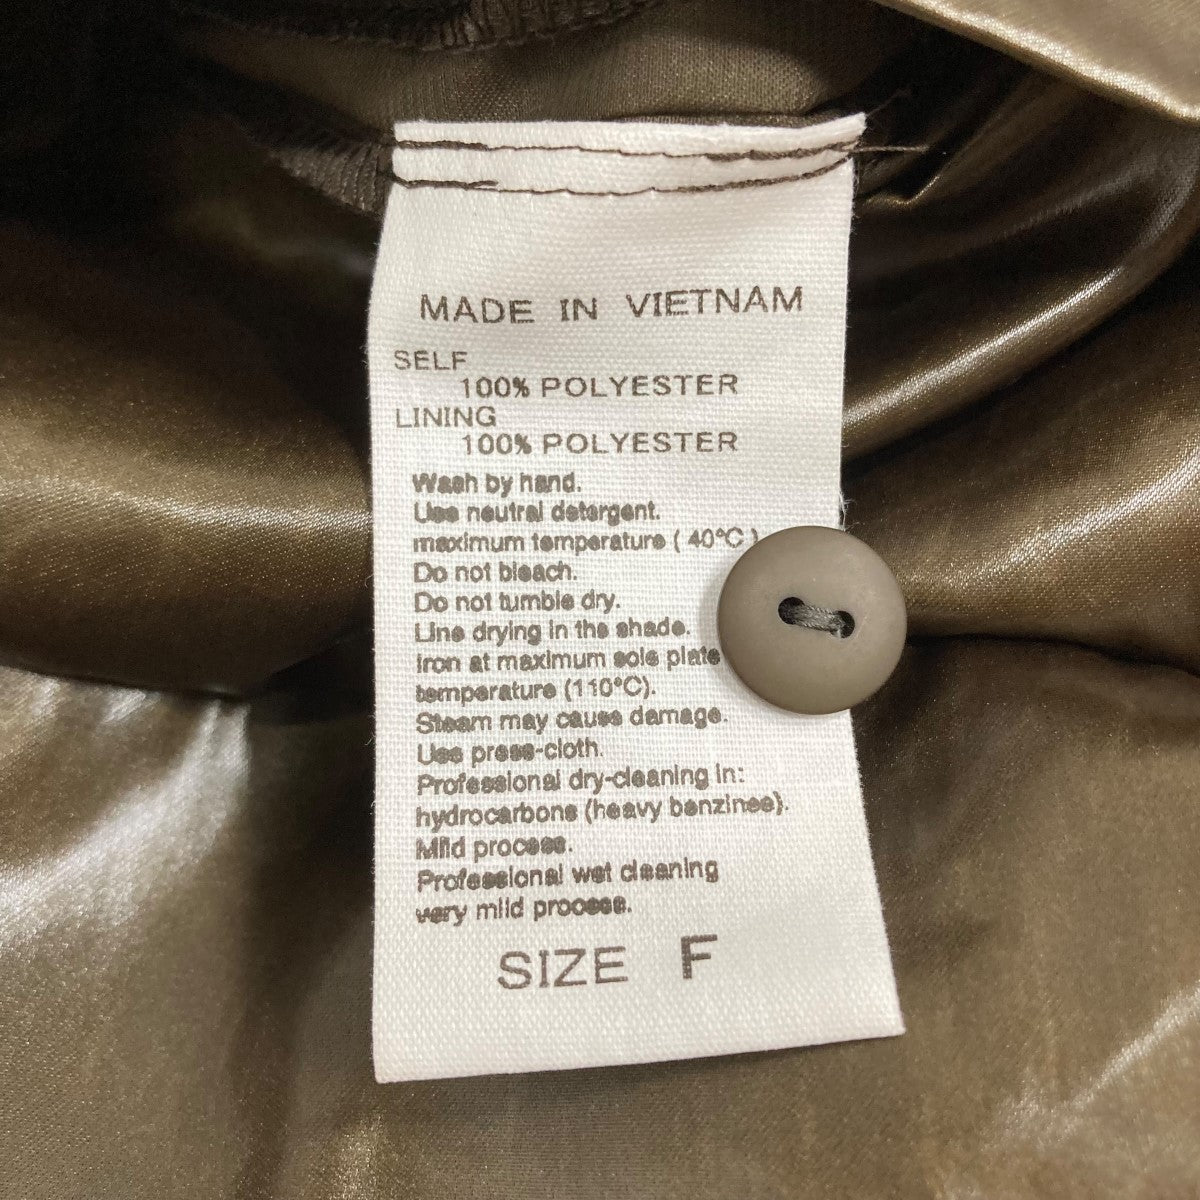 MADE IN VIETNAM
SELF
100% POLYESTER
LINING
100% POLYESTER
Wash by hand.
Use neutral detergent.
maximum temperature ( 40°C )
Do not bleach.
Do not tumble dry.
Line drying in the shade.
Iron at maximum sole plate
temperature (110°C).
Steam may cause damage.
Use press-cloth.
Professional dry-cleaning in:
hydrocarbons (heavy benzines).
Mild process.
Professional wet cleaning
very mild process.
SIZE F